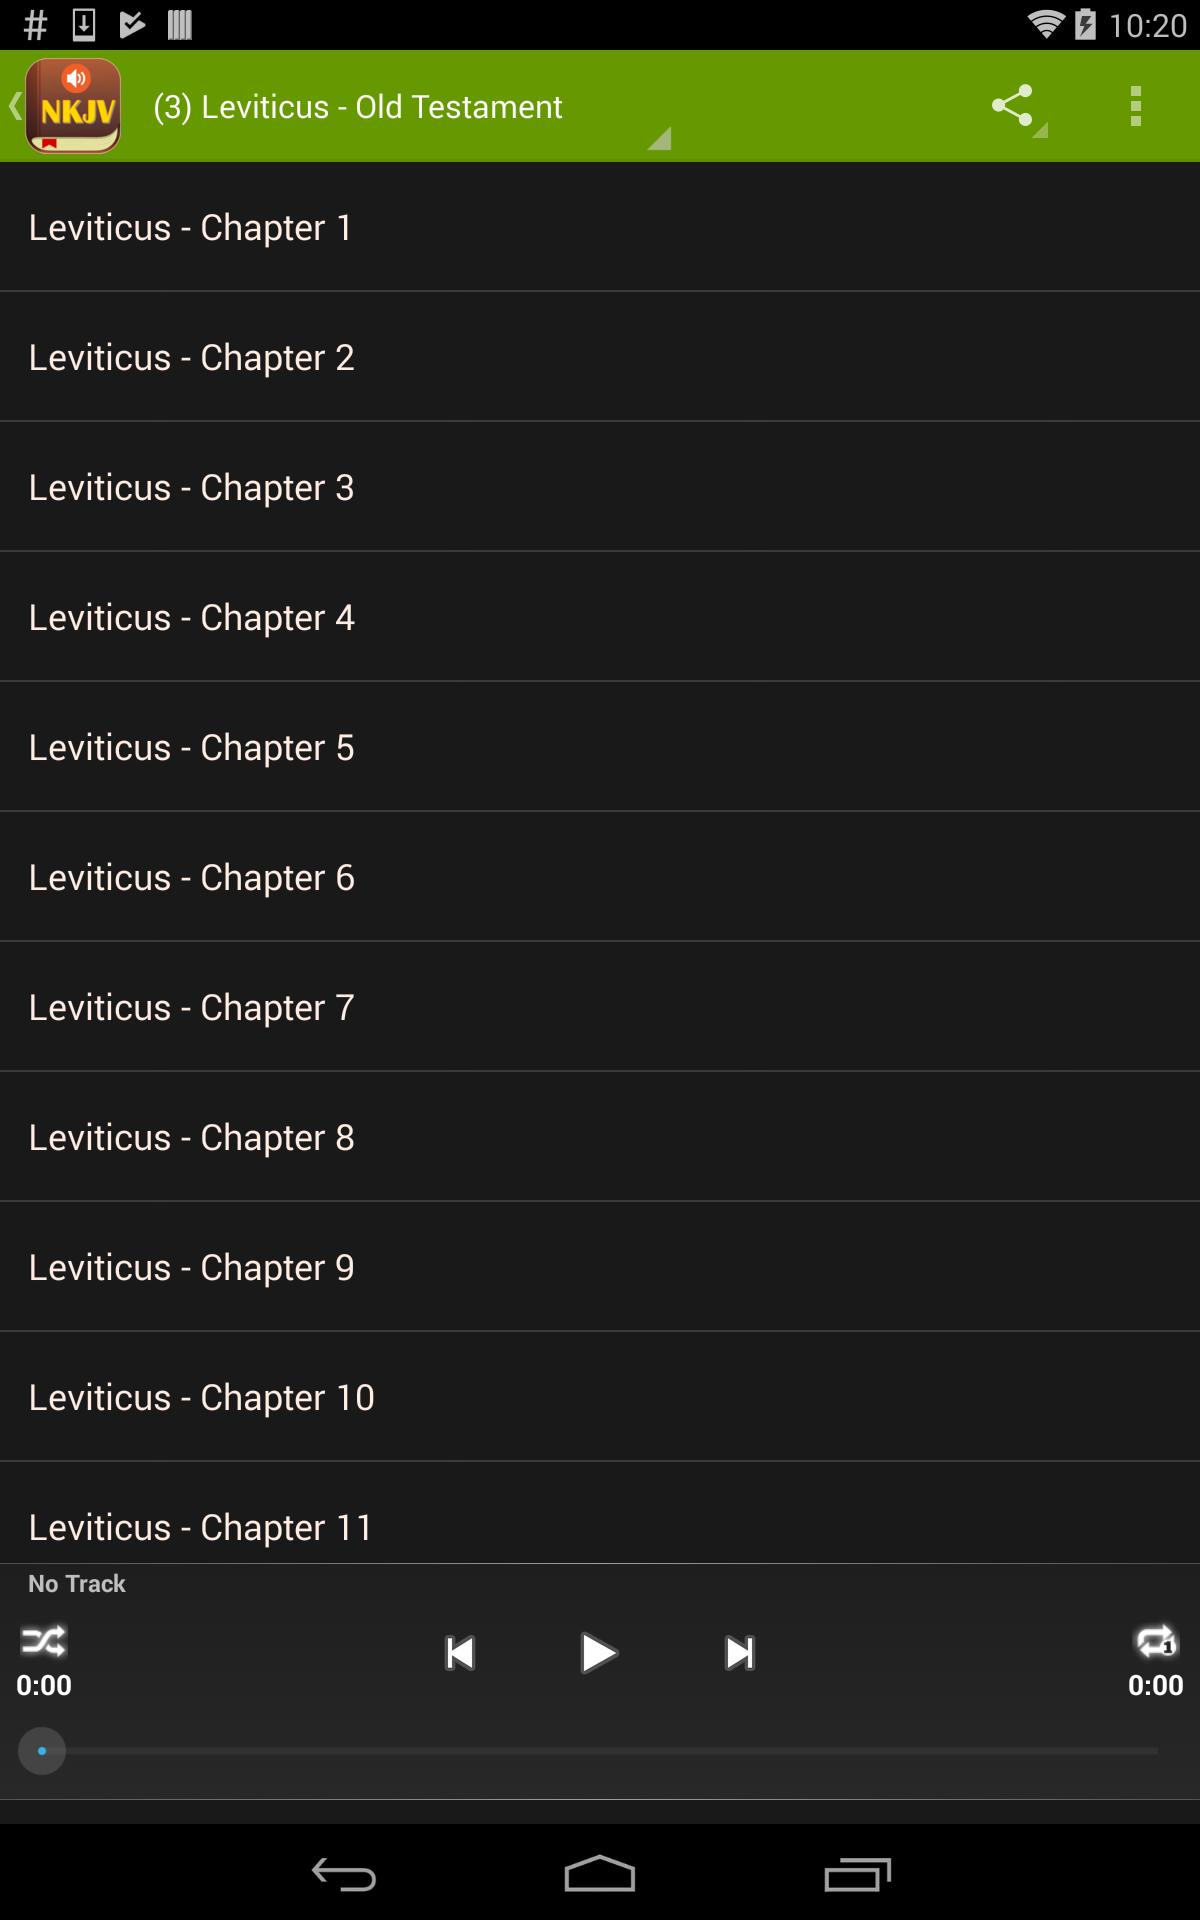 10:20
NKJV
(3) Leviticus - Old Testament
Leviticus - Chapter 1
Leviticus - Chapter 2
Leviticus - Chapter 3
Leviticus - Chapter 4
Leviticus - Chapter 5
Leviticus - Chapter 6
Leviticus - Chapter 7
Leviticus - Chapter 8
Leviticus - Chapter 9
Leviticus - Chapter 10
Leviticus - Chapter 11
No Track
1
0:00 0:00